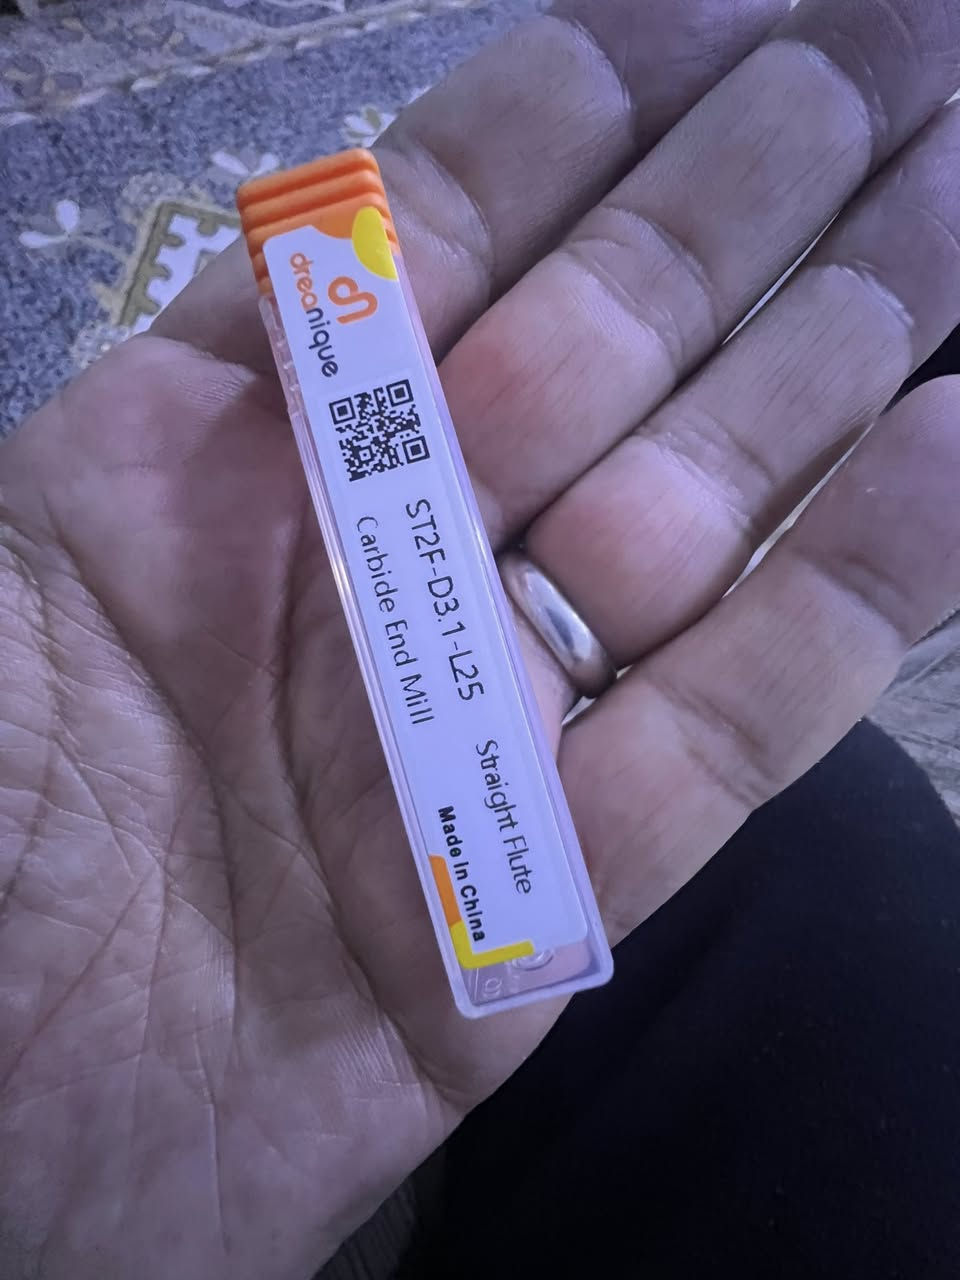 dreanique
ST2F-D3.1-L25
Carbide End Mill
Straight Flute
Made In China